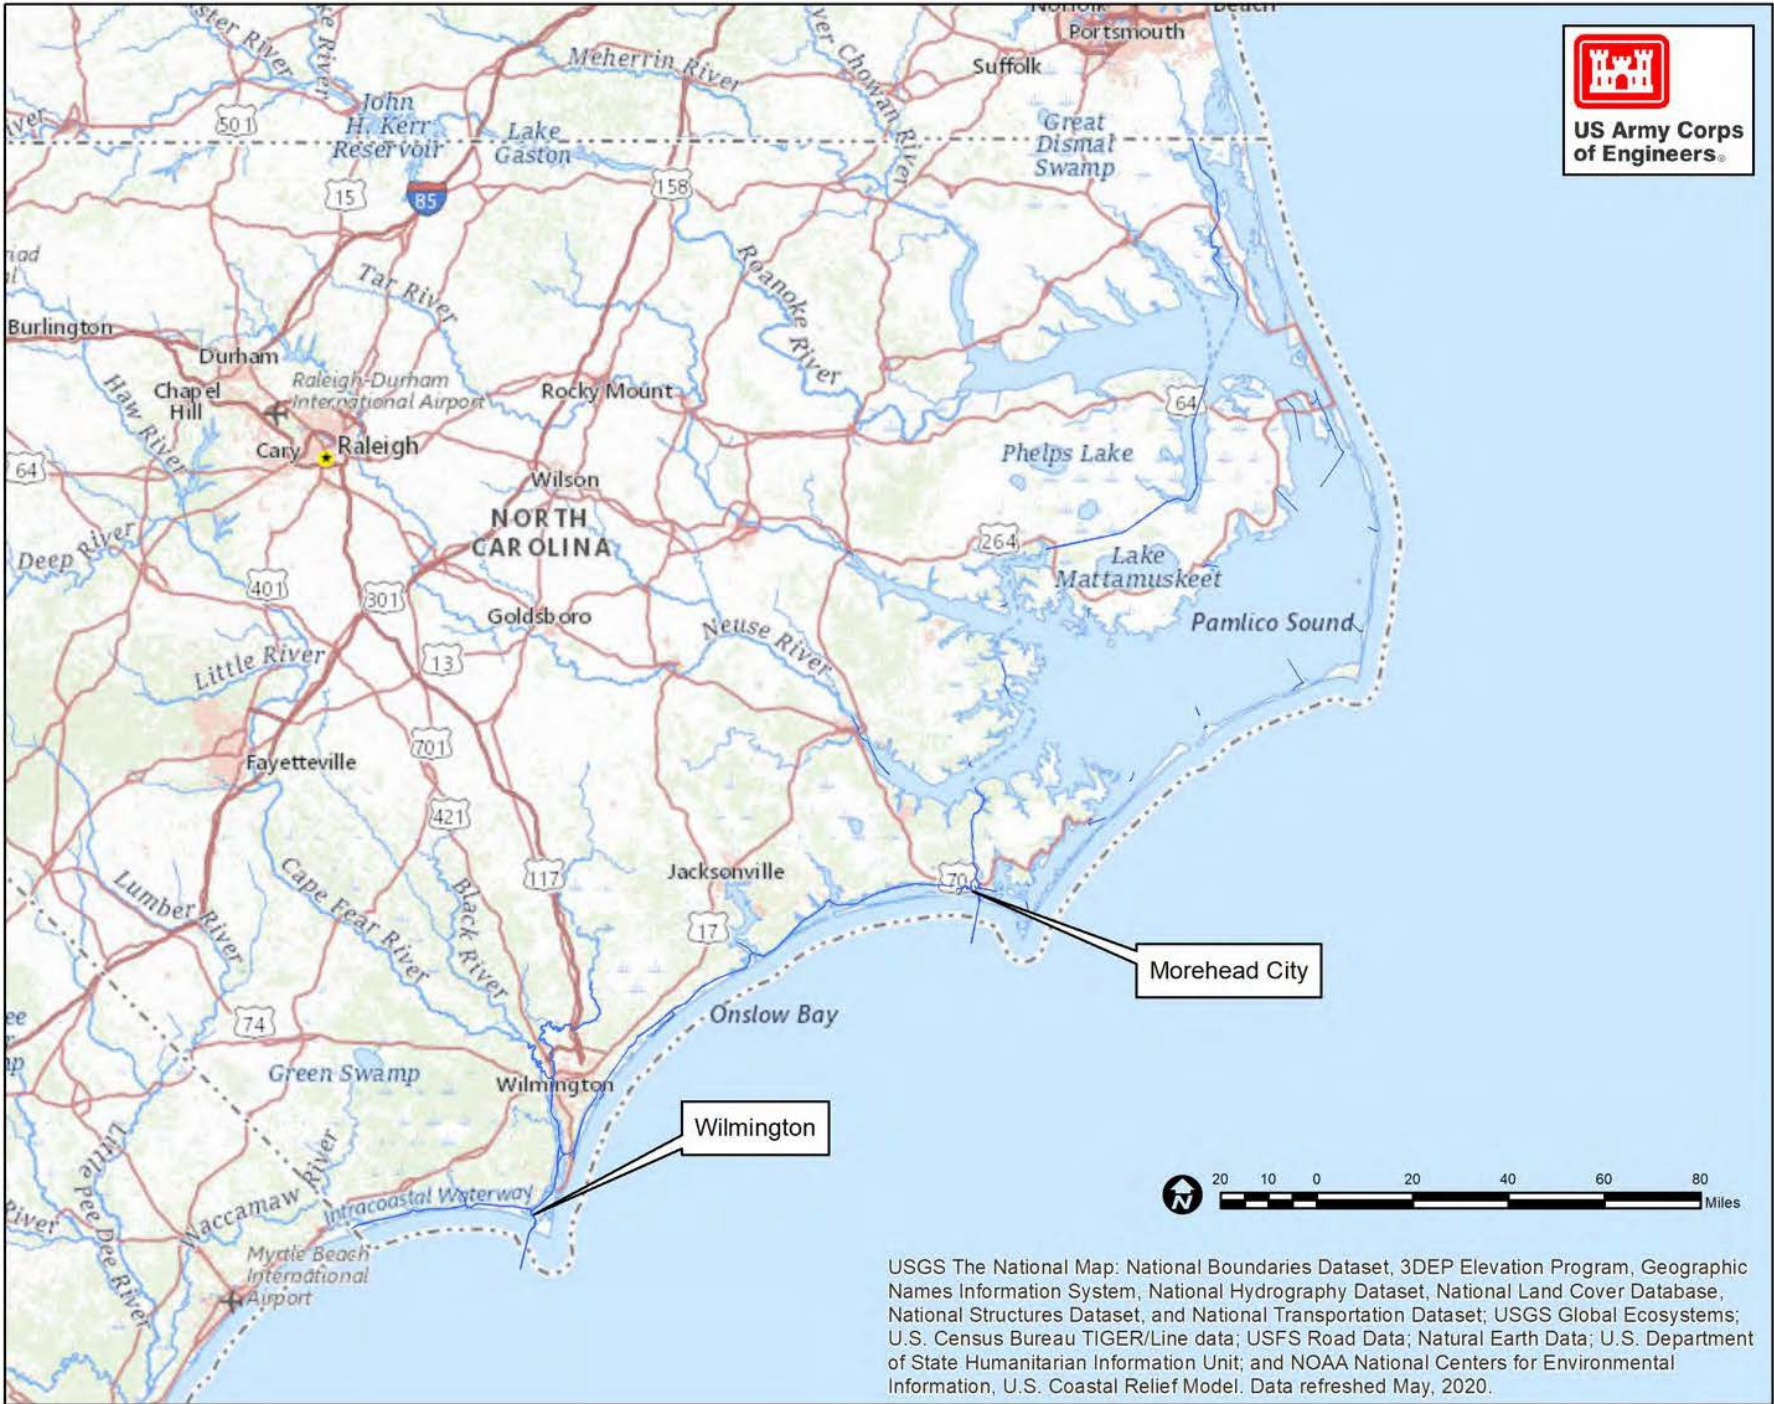 Norfolk
Beach
Portsmouth
Suffolk
Meherrin River
Chowan River
John
H. Kerr
Reservoir
Lake
Gaston
Great
Dismal
Swamp
501
15
85
158
US Army Corps
of Engineers®
Tar River
Roanoke River
Burlington
Durham
Chapel
Hill
Raleigh-Durham
International Airport
Rocky Mount
Haw River
Cary
Raleigh
64
64
Phelps Lake
Wilson
NORTH
CAROLINA
Deep River
264
Lake
Mattamuskeet
401
301
Goldsboro
Neuse River
Pamlico Sound
Little River
13
701
Fayetteville
421
Cape Fear River
Black River
117
Jacksonville
70
Lumber River
17
Morehead City
74
Onslow Bay
Green Swamp
Wilmington
Wilmington
Little Pee Dee River
Waccamaw River
Intracoastal Waterway
River
Myrtle Beach
International
Airport
N
20 10 0 20 40 60 80
Miles
USGS The National Map: National Boundaries Dataset, 3DEP Elevation Program, Geographic
Names Information System, National Hydrography Dataset, National Land Cover Database,
National Structures Dataset, and National Transportation Dataset; USGS Global Ecosystems;
U.S. Census Bureau TIGER/Line data; USFS Road Data; Natural Earth Data; U.S. Department
of State Humanitarian Information Unit; and NOAA National Centers for Environmental
Information, U.S. Coastal Relief Model. Data refreshed May, 2020.